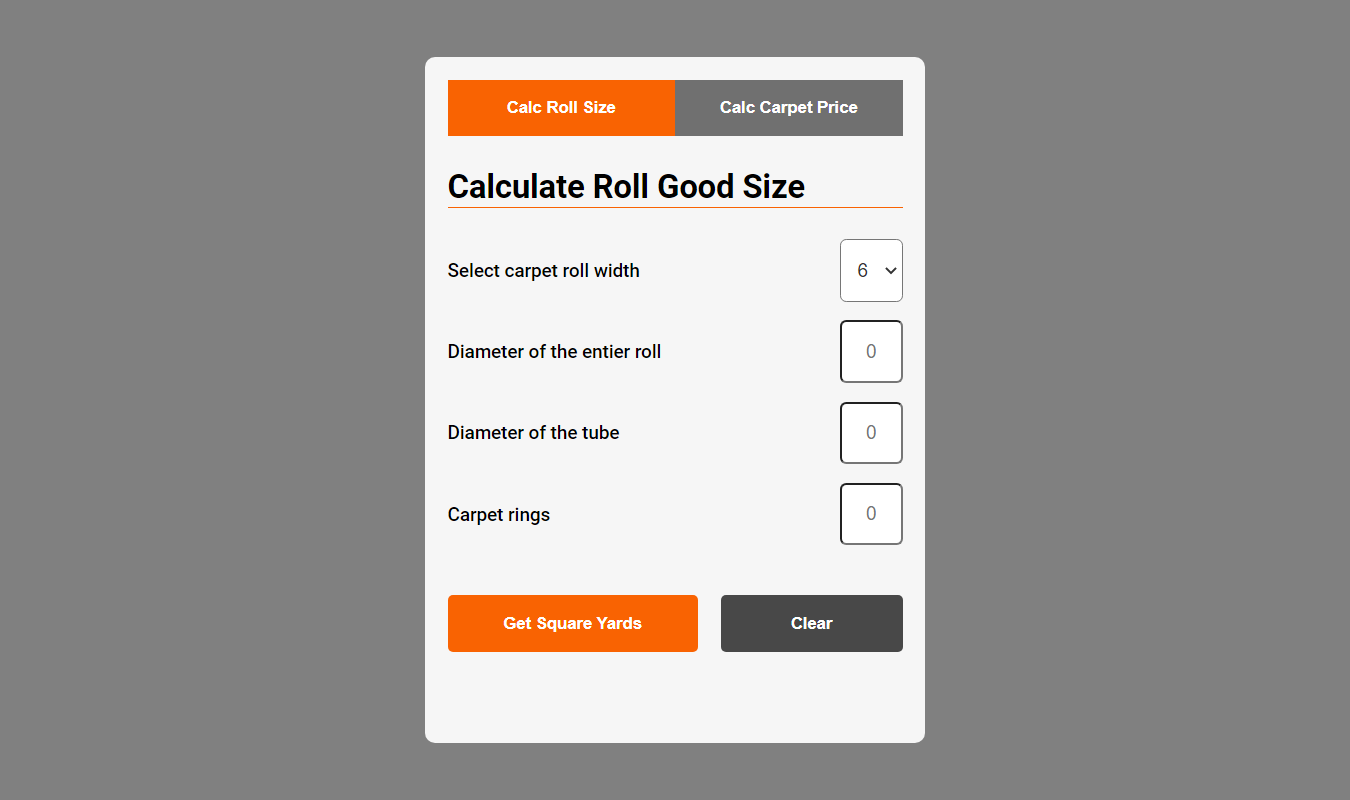 Calc Roll Size Calc Carpet Price
Calculate Roll Good Size
Select carpet roll width 6
Diameter of the entier roll 0
Diameter of the tube 0
Carpet rings 0
Get Square Yards Clear